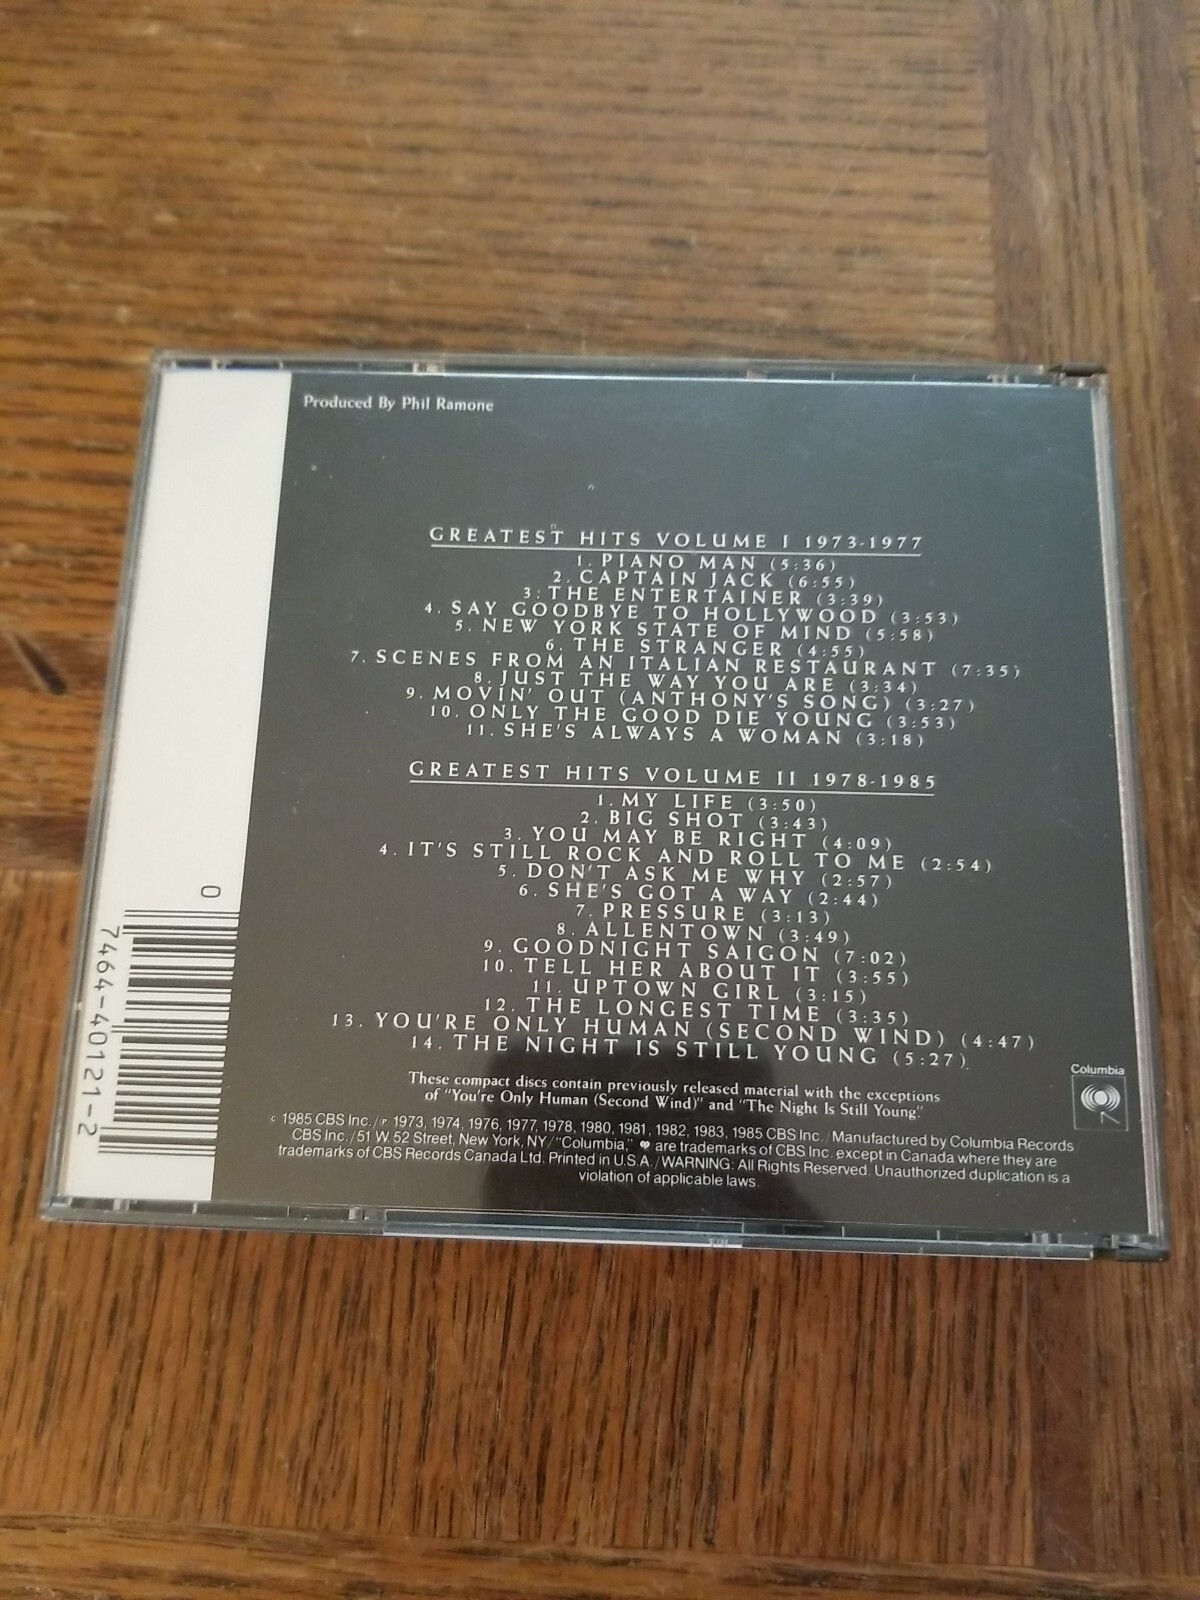 Produced By Phil Ramone
GREATEST HITS VOLUME I 1973-1977
1. PIANO MAN (5:36)
2. CAPTAIN JACK (6:55)
3. THE ENTERTAINER (3:39)
4. SAY GOODBYE TO HOLLYWOOD (3:53)
5. NEW YORK STATE OF MIND (5:58)
6. THE STRANGER (4:55)
7. SCENES FROM AN ITALIAN RESTAURANT (7:35)
8. JUST THE WAY YOU ARE (3:34)
9. MOVIN' OUT (ANTHONY'S SONG) (3:27)
10. ONLY THE GOOD DIE YOUNG (3:53)
11. SHE'S ALWAYS A WOMAN (3:18)
GREATEST HITS VOLUME II 1978-1985
1. MY LIFE (3:50)
2. BIG SHOT (3:43)
3. YOU MAY BE RIGHT (4:09)
4. IT'S STILL ROCK AND ROLL TO ME (2:54)
5. DON'T ASK ME WHY (2:57)
6. SHE'S GOT A WAY (2:44)
7. PRESSURE (3:13)
8. ALLENTOWN (3:49)
9. GOODNIGHT SAIGON (7:02)
10. TELL HER ABOUT IT (3:55)
11. UPTOWN GIRL (3:15)
12. THE LONGEST TIME (3:35)
13. YOU'RE ONLY HUMAN (SECOND WIND) (4:47)
14. THE NIGHT IS STILL YOUNG (5:27)
These compact discs contain previously released material with the exceptions
of "You're Only Human (Second Wind)" and "The Night Is Still Young."
Columbia
© 1985 CBS Inc./℗ 1973, 1974, 1976, 1977, 1978, 1980, 1981, 1982, 1983, 1985 CBS Inc./Manufactured by Columbia Records
CBS Inc./51 W. 52 Street, New York, NY/"Columbia," are trademarks of CBS Inc. except in Canada where they are
trademarks of CBS Records Canada Ltd. Printed in U.S.A./WARNING: All Rights Reserved. Unauthorized duplication is a
violation of applicable laws.
0
7464-40121-2